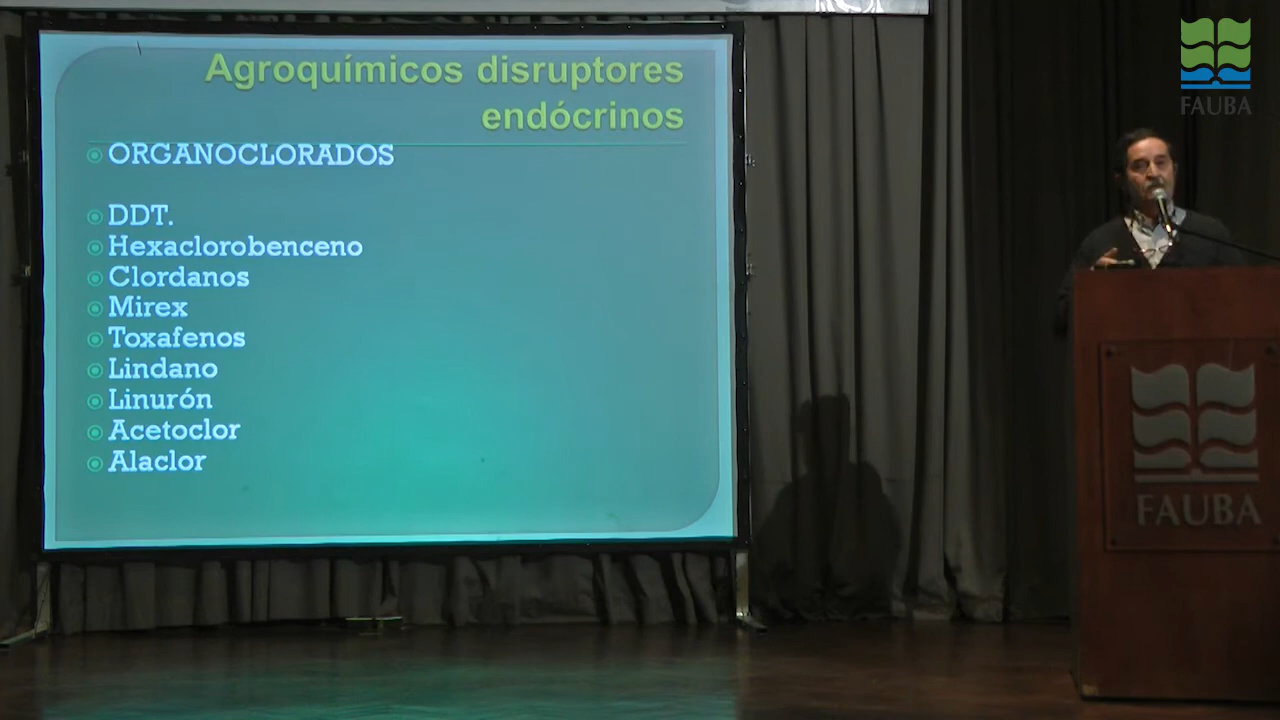 Agroquímicos disruptores
endócrinos
ORGANOCLORADOS
DDT.
Hexaclorobenceno
Clordanos
Mirex
Toxafenos
Lindano
Linurón
Acetoclor
Alaclor
FAUBA
FAUBA